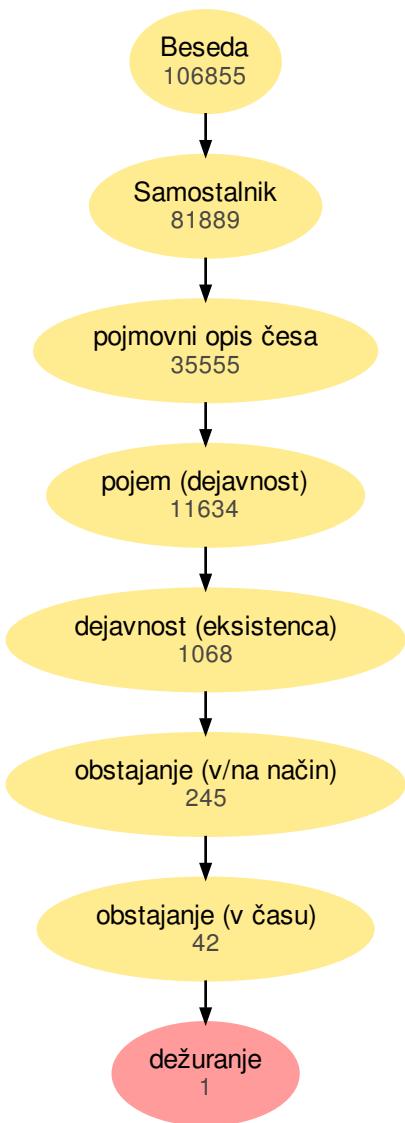 Beseda
106855
Samostalnik
81889
pojmovni opis česa
35555
pojem (dejavnost)
11634
dejavnost (eksistenca)
1068
obstajanje (v/na način)
245
obstajanje (v času)
42
dežuranje
1